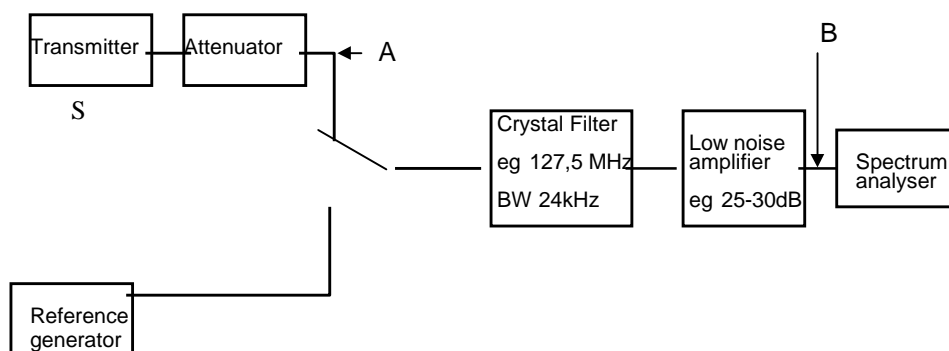 Transmitter
Attenuator
A
S
B
Crystal Filter
eg 127,5 MHz
BW 24kHz
Low noise
amplifier
eg 25-30dB
Spectrum
analyser
Reference
generator